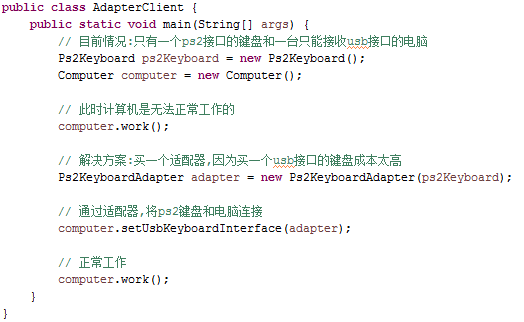 public class AdapterClient {
public static void main(String[] args) {
// 目前情况:只有一个ps2接口的键盘和一台只能接收usb接口的电脑
Ps2Keyboard ps2Keyboard = new Ps2Keyboard();
Computer computer = new Computer();
// 此时计算机是无法正常工作的
computer.work();
// 解决方案:买一个适配器,因为买一个usb接口的键盘成本太高
Ps2KeyboardAdapter adapter = new Ps2KeyboardAdapter(ps2Keyboard);
// 通过适配器,将ps2键盘和电脑连接
computer.setUsbKeyboardInterface(adapter);
// 正常工作
computer.work();
}
}